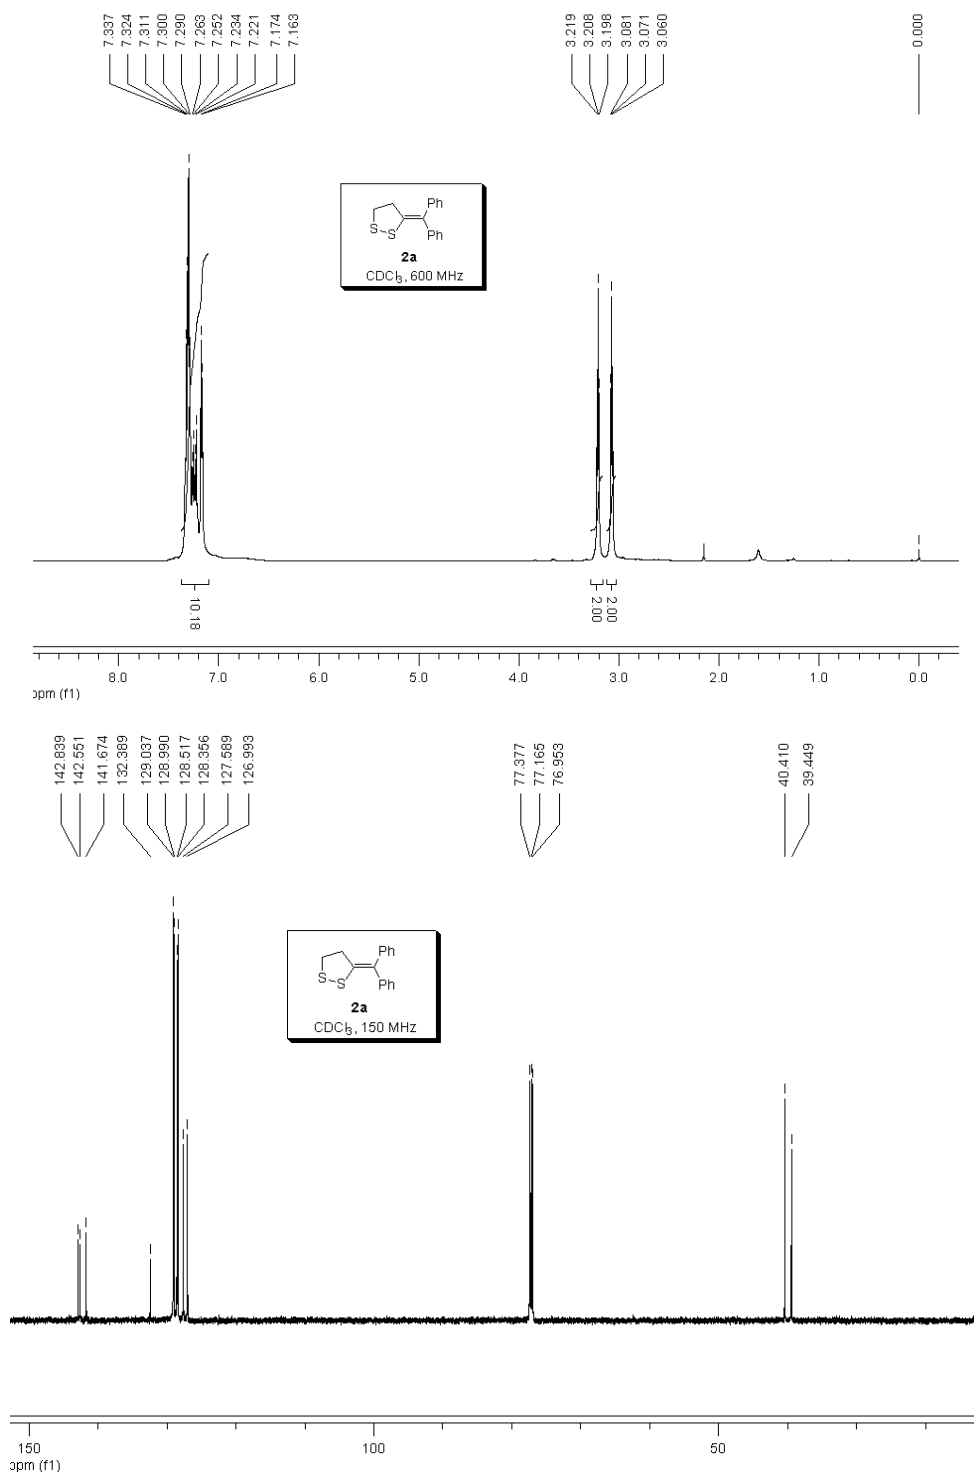 7.337 7.324 7.311 7.300 7.290 7.263 7.252 7.234 7.221 7.174 7.163 3.219 3.208 3.198 3.081 3.071 3.060 0.000
Ph
S S Ph
2a
CDCl3, 600 MHz
10.18 2.00 2.00
8.0 7.0 6.0 5.0 4.0 3.0 2.0 1.0 0.0
ppm (f1)
142.839 142.551 141.674 132.389 129.037 128.990 128.517 128.356 127.589 126.993 77.377 77.165 76.953 40.410 39.449
Ph
S S Ph
2a
CDCl3, 150 MHz
150 100 50
ppm (f1)